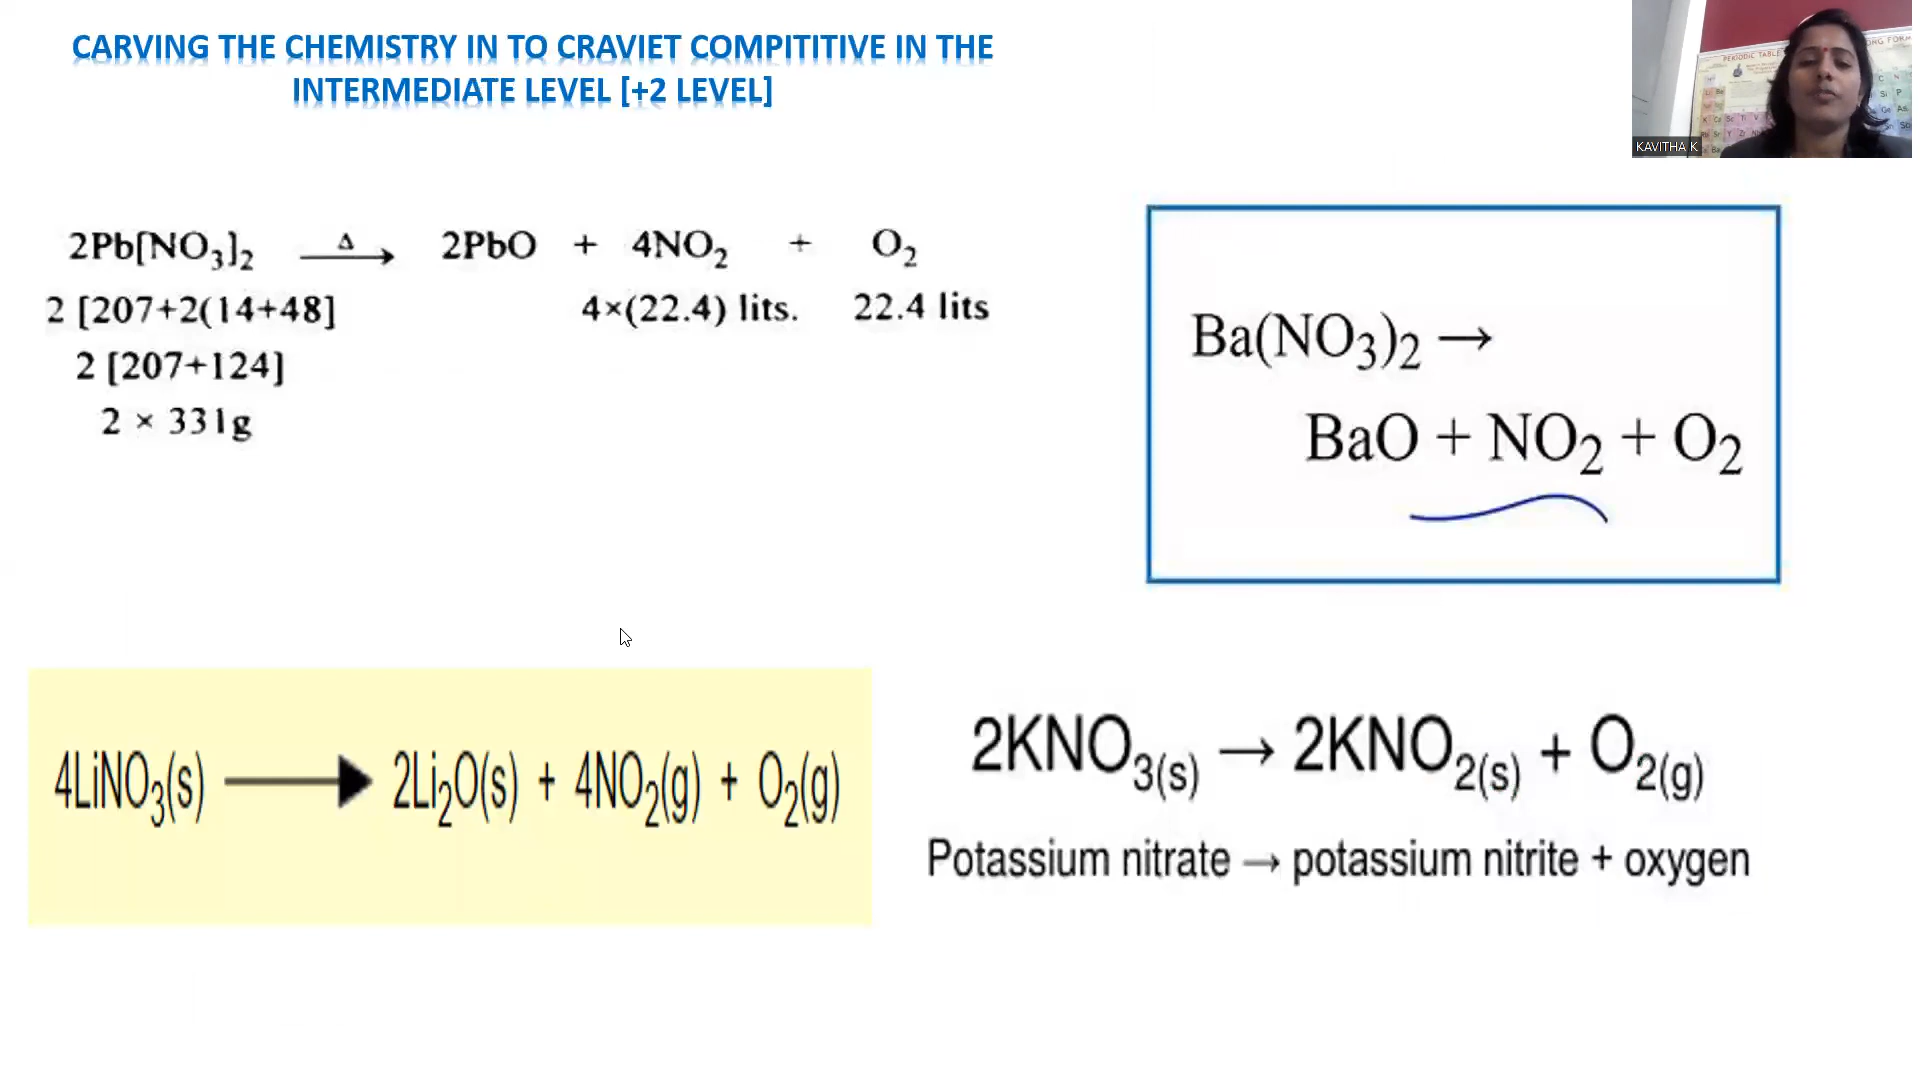 CARVING THE CHEMISTRY IN TO CRAVIET COMPITITIVE IN THE
INTERMEDIATE LEVEL [+2 LEVEL]
PERIODIC TABLE
KAVITHA K
2Pb[NO₃]₂ —Δ→ 2PbO + 4NO₂ + O₂
2 [207+2(14+48] 4×(22.4) lits. 22.4 lits
2 [207+124]
2 × 331g
Ba(NO₃)₂ →
BaO + NO₂ + O₂
4LiNO₃(s) → 2Li₂O(s) + 4NO₂(g) + O₂(g)
2KNO₃(s) → 2KNO₂(s) + O₂(g)
Potassium nitrate → potassium nitrite + oxygen